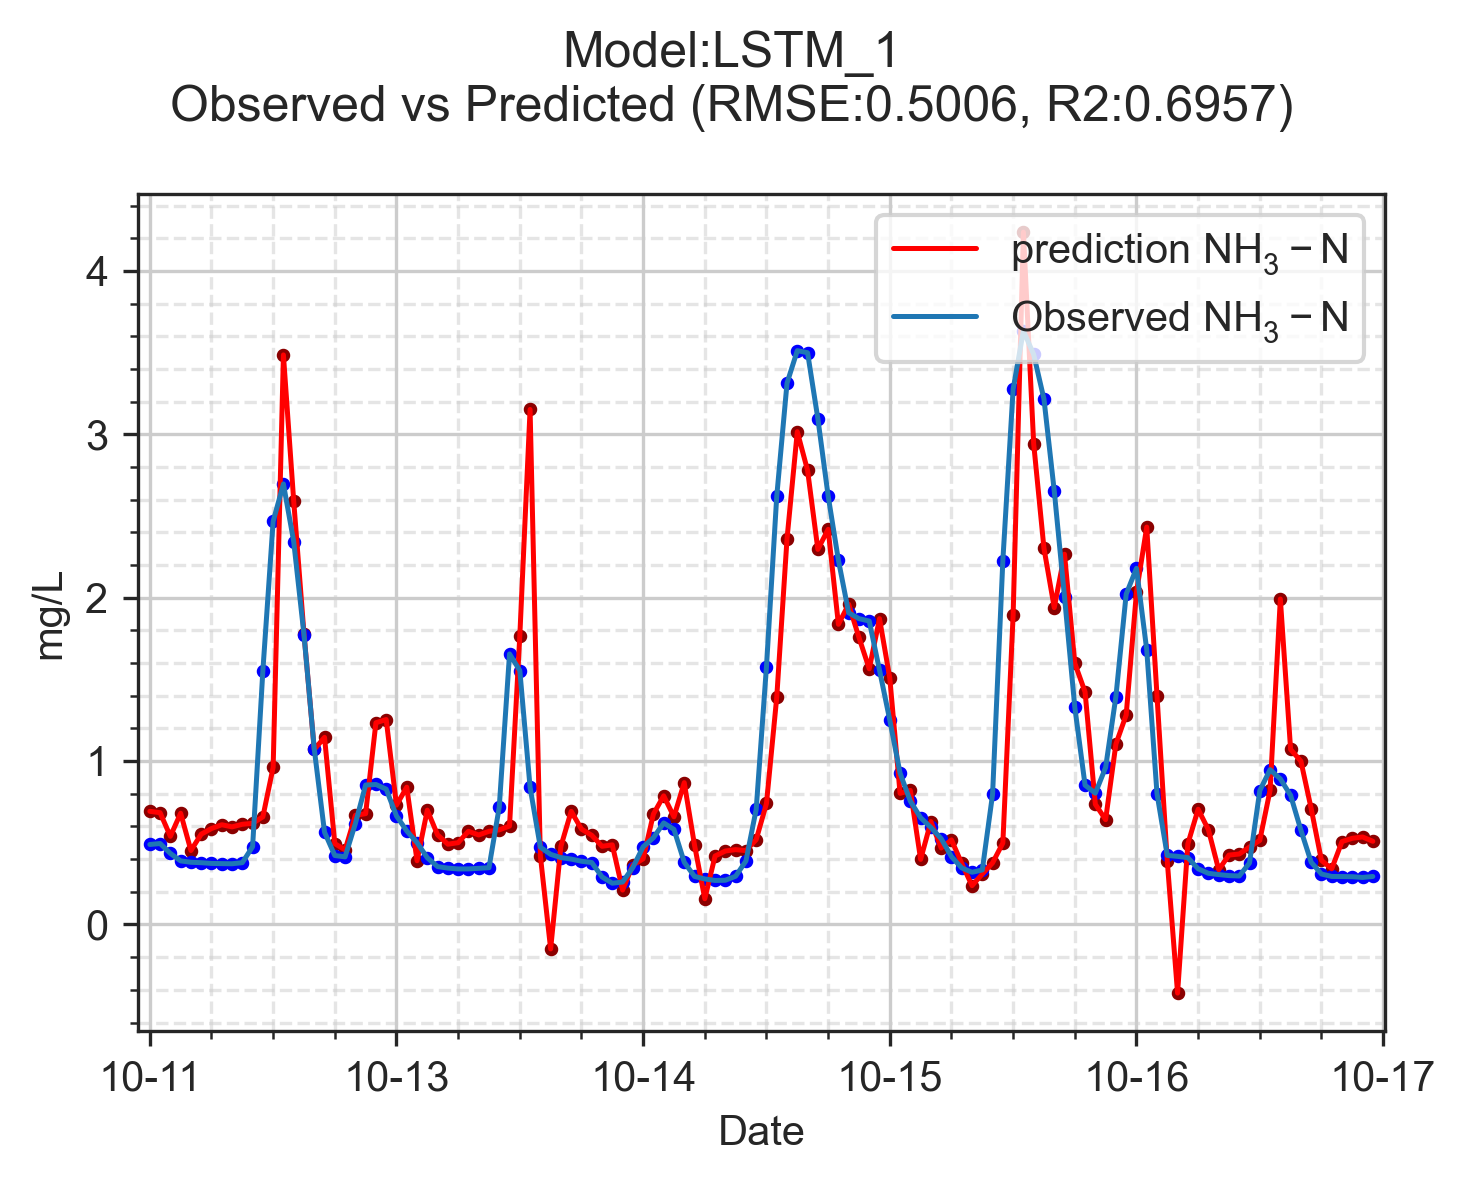 Model:LSTM_1
Observed vs Predicted (RMSE:0.5006, R2:0.6957)
prediction NH₃ − N
Observed NH₃ − N
4
3
2
1
0
mg/L
10-11 10-13 10-14 10-15 10-16 10-17
Date